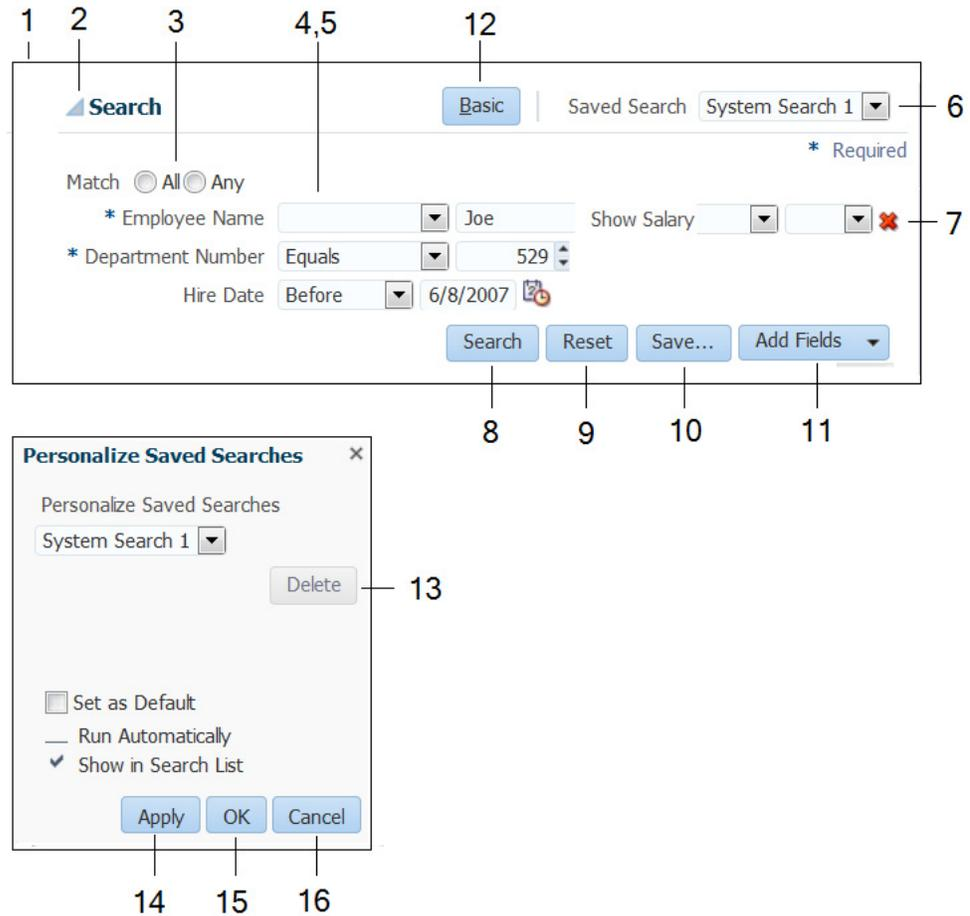 1 2 3 4,5 12
Search Basic Saved Search System Search 1 6
* Required
Match All Any
* Employee Name Joe Show Salary 7
* Department Number Equals 529
Hire Date Before 6/8/2007
Search Reset Save... Add Fields
8 9 10 11
Personalize Saved Searches ×
Personalize Saved Searches
System Search 1
Delete 13
Set as Default
Run Automatically
Show in Search List
Apply OK Cancel
14 15 16